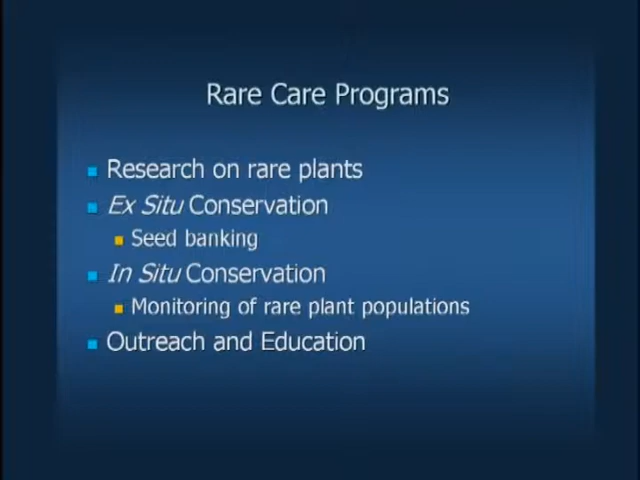 Rare Care Programs
Research on rare plants
Ex Situ Conservation
Seed banking
In Situ Conservation
Monitoring of rare plant populations
Outreach and Education